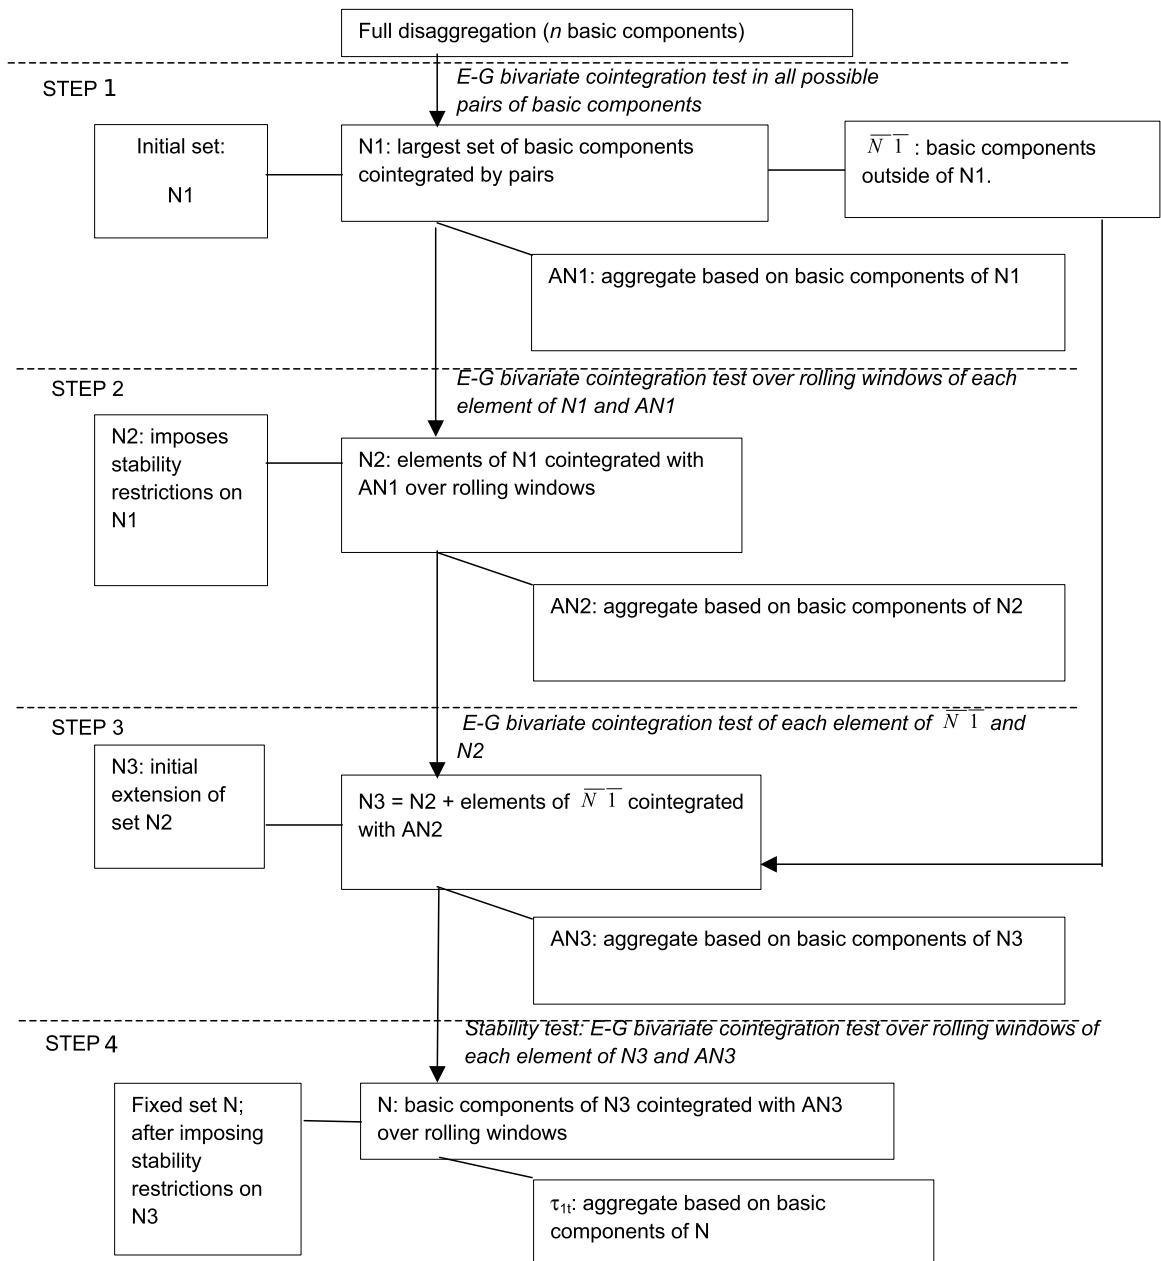 Full disaggregation (n basic components)
STEP 1
E-G bivariate cointegration test in all possible
pairs of basic components
Initial set:
N1
N1: largest set of basic components
cointegrated by pairs
N̅ 1̅ : basic components
outside of N1.
AN1: aggregate based on basic components of N1
STEP 2
E-G bivariate cointegration test over rolling windows of each
element of N1 and AN1
N2: imposes
stability
restrictions on
N1
N2: elements of N1 cointegrated with
AN1 over rolling windows
AN2: aggregate based on basic components of N2
STEP 3
E-G bivariate cointegration test of each element of N̅ 1̅ and
N2
N3: initial
extension of
set N2
N3 = N2 + elements of N̅ 1̅ cointegrated
with AN2
AN3: aggregate based on basic components of N3
STEP 4
Stability test: E-G bivariate cointegration test over rolling windows of
each element of N3 and AN3
Fixed set N;
after imposing
stability
restrictions on
N3
N: basic components of N3 cointegrated with AN3
over rolling windows
τ1t: aggregate based on basic
components of N